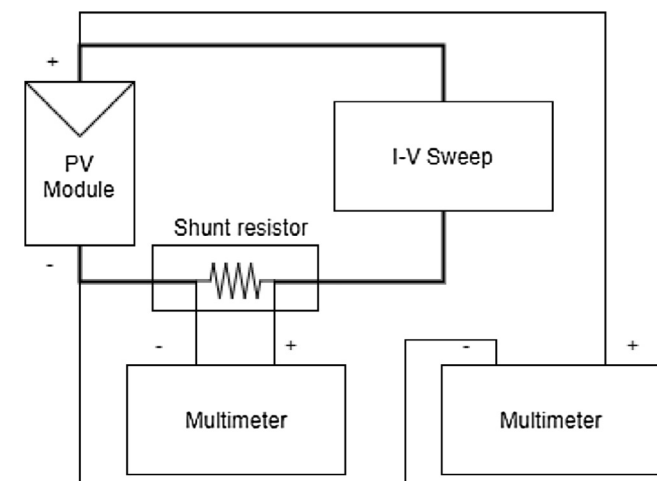 +
PV
Module
I-V Sweep
Shunt resistor
-
-
+
-
+
Multimeter
Multimeter